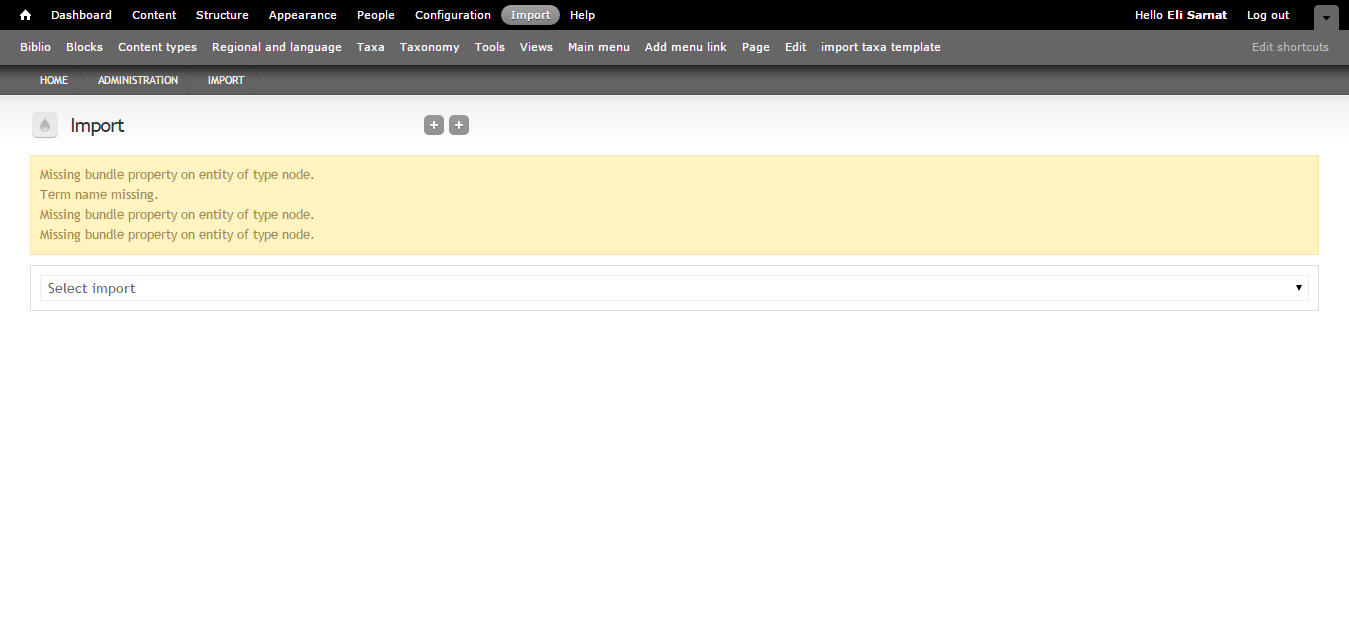 Dashboard Content Structure Appearance People Configuration Import Help Hello Eli Sarnat Log out
Biblio Blocks Content types Regional and language Taxa Taxonomy Tools Views Main menu Add menu link Page Edit import taxa template Edit shortcuts
HOME ADMINISTRATION IMPORT
Import
Missing bundle property on entity of type node.
Term name missing.
Missing bundle property on entity of type node.
Missing bundle property on entity of type node.
Select import